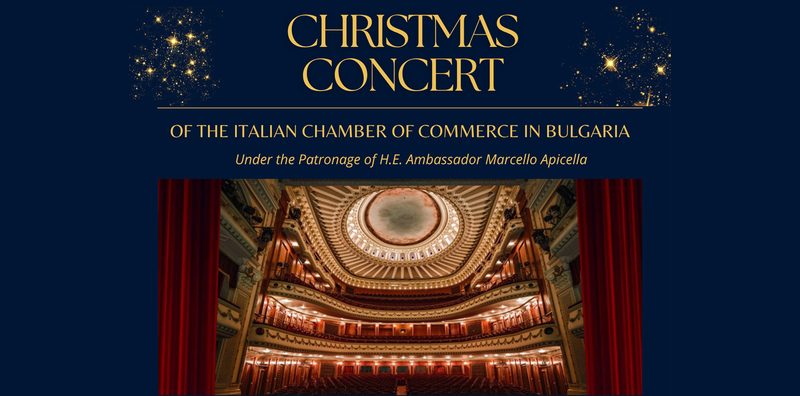 CHRISTMAS
CONCERT
OF THE ITALIAN CHAMBER OF COMMERCE IN BULGARIA
Under the Patronage of H.E. Ambassador Marcello Apicella